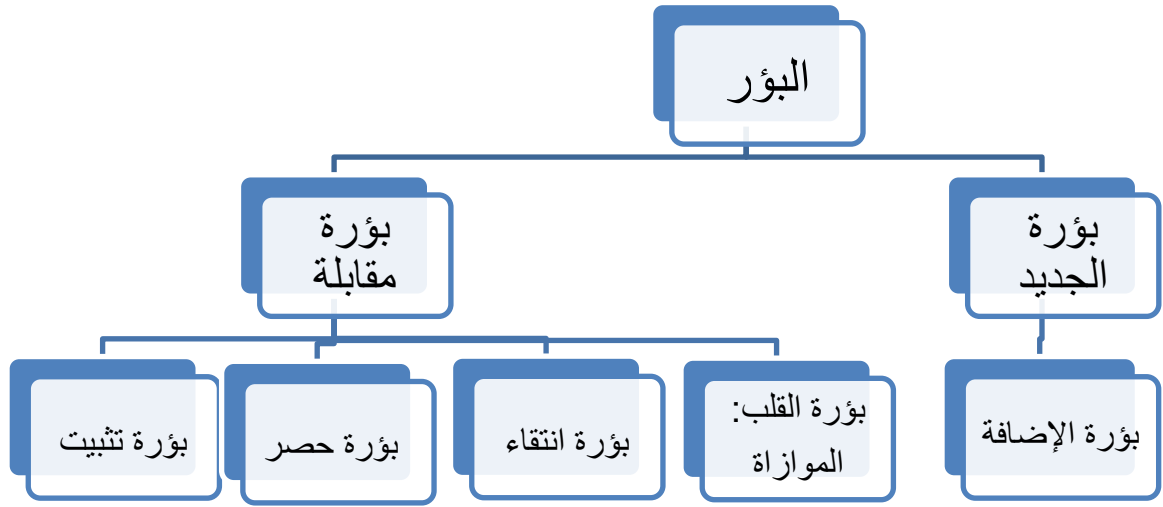 البؤر
بؤرة
الجديد
بؤرة
مقابلة
بؤرة الإضافة
بؤرة القلب:
الموازاة
بؤرة انتقاء
بؤرة حصر
بؤرة تثبيت